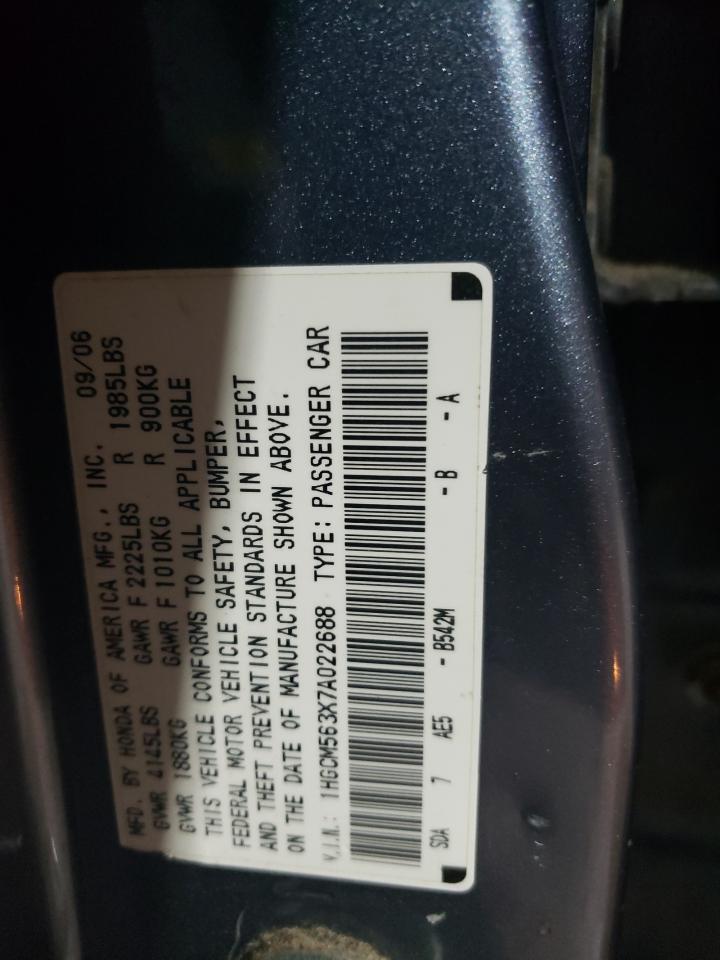 MFD. BY HONDA OF AMERICA MFG., INC. 09/06
GVWR 4145LBS GAWR F 2225LBS R 1985LBS
GVWR 1880KG GAWR F 1010KG R 900KG
THIS VEHICLE CONFORMS TO ALL APPLICABLE
FEDERAL MOTOR VEHICLE SAFETY, BUMPER,
AND THEFT PREVENTION STANDARDS IN EFFECT
ON THE DATE OF MANUFACTURE SHOWN ABOVE.
V.I.N.: 1HGCM563X7A022688 TYPE: PASSENGER CAR
SDA 7 AE5 - B542M - B - A